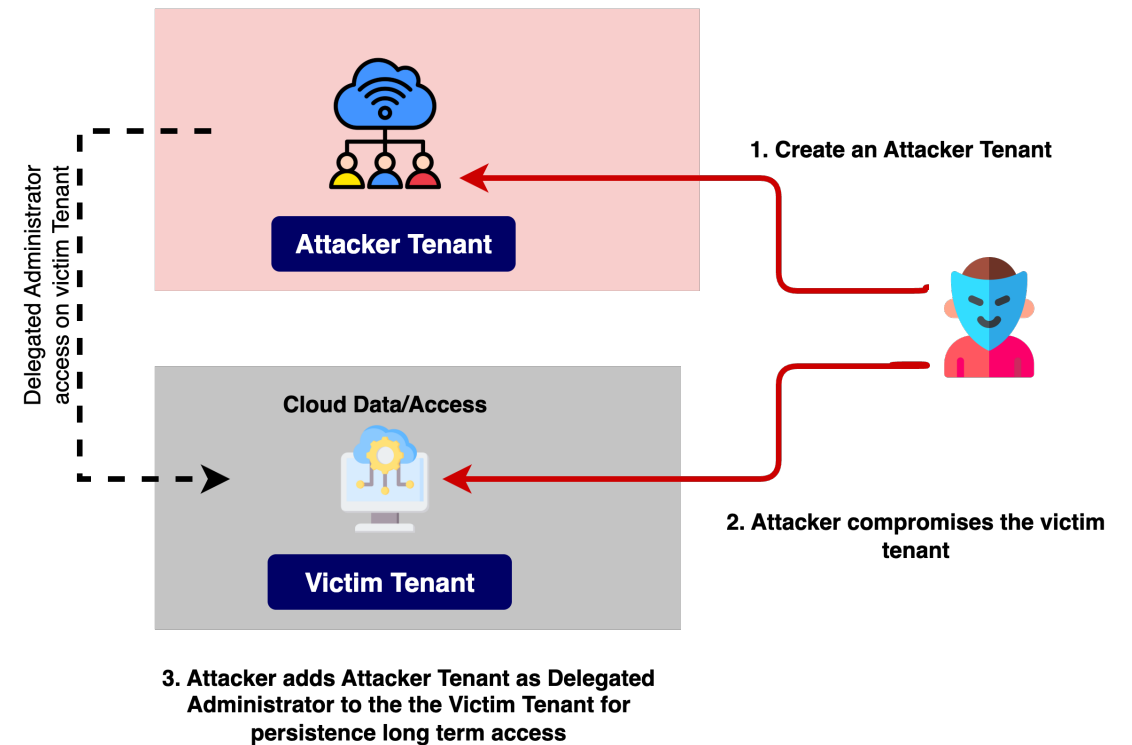 1. Create an Attacker Tenant
Attacker Tenant
Delegated Administrator
access on victim Tenant
Cloud Data/Access
Victim Tenant
2. Attacker compromises the victim
tenant
3. Attacker adds Attacker Tenant as Delegated
Administrator to the the Victim Tenant for
persistence long term access